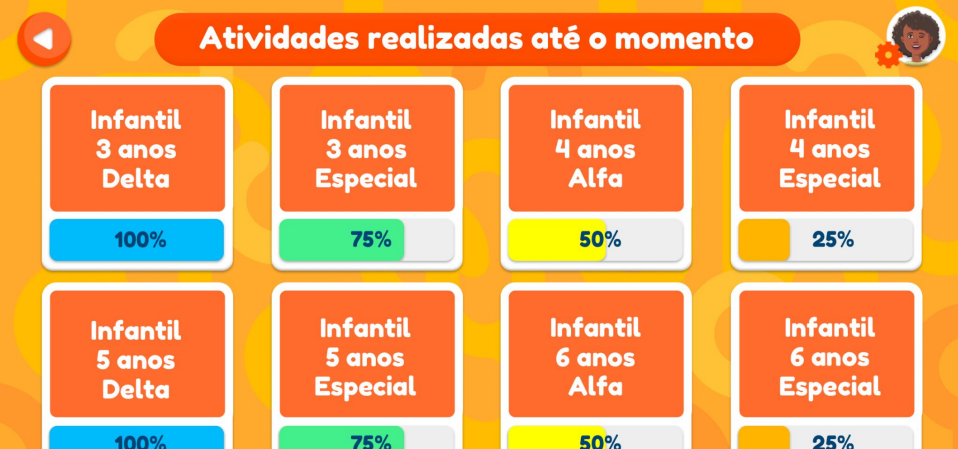 Atividades realizadas até o momento
Infantil
3 anos
Delta
100%
Infantil
3 anos
Especial
75%
Infantil
4 anos
Alfa
50%
Infantil
4 anos
Especial
25%
Infantil
5 anos
Delta
100%
Infantil
5 anos
Especial
75%
Infantil
6 anos
Alfa
50%
Infantil
6 anos
Especial
25%